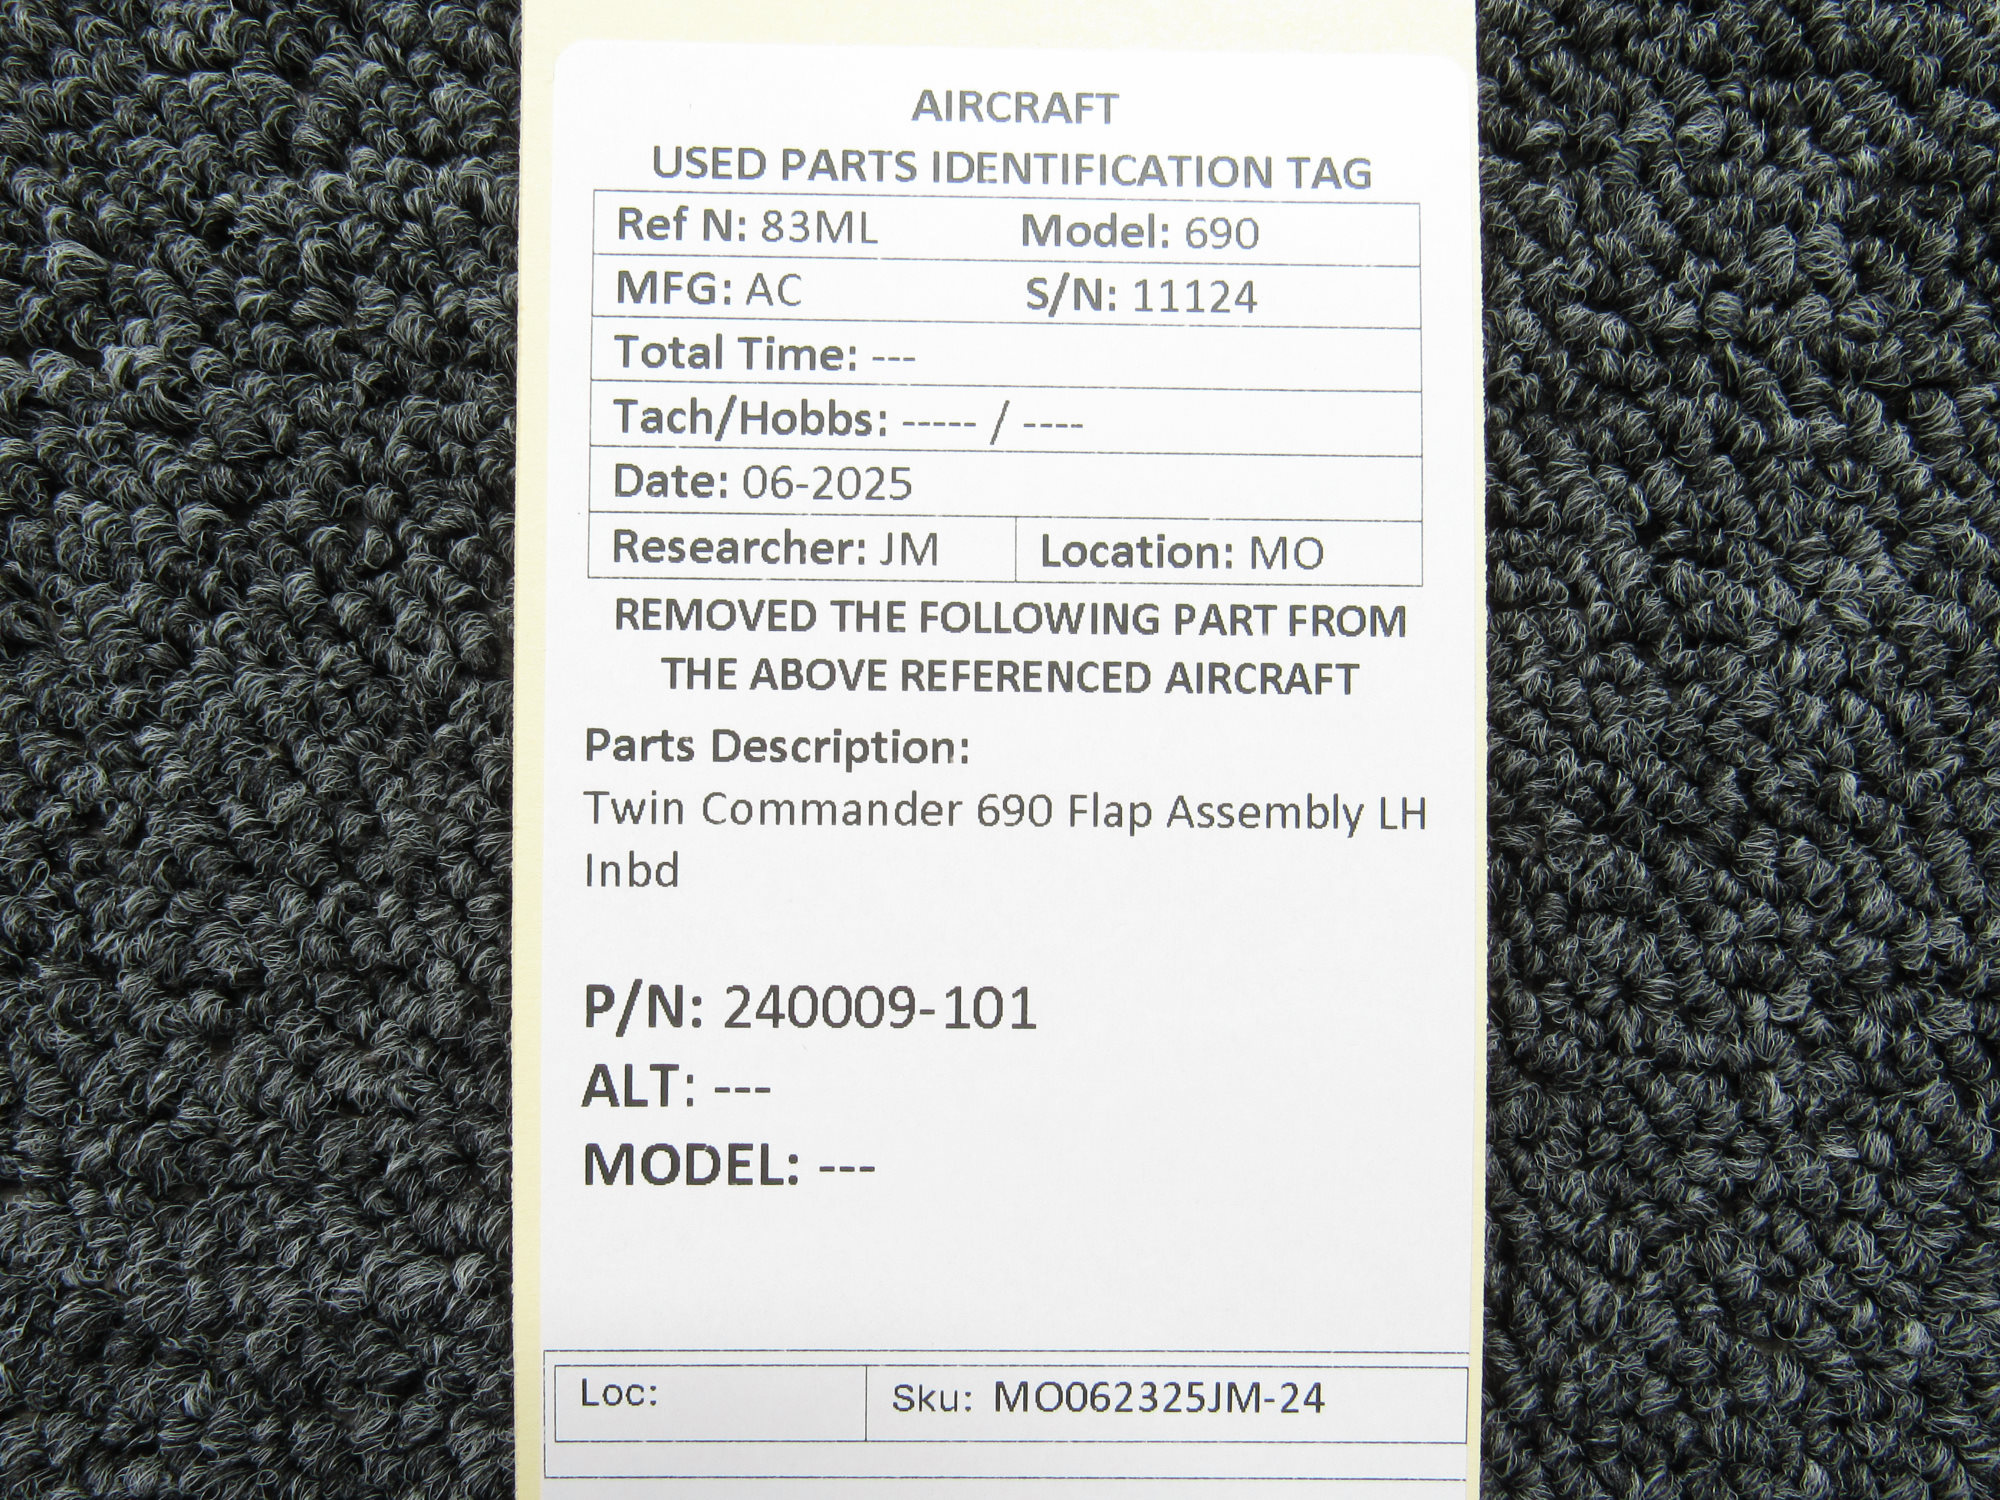 AIRCRAFT
USED PARTS IDENTIFICATION TAG
Ref N: 83ML Model: 690
MFG: AC S/N: 11124
Total Time: ---
Tach/Hobbs: ----- / ----
Date: 06-2025
Researcher: JM Location: MO
REMOVED THE FOLLOWING PART FROM
THE ABOVE REFERENCED AIRCRAFT
Parts Description:
Twin Commander 690 Flap Assembly LH
Inbd
P/N: 240009-101
ALT: ---
MODEL: ---
Loc: Sku: MO062325JM-24